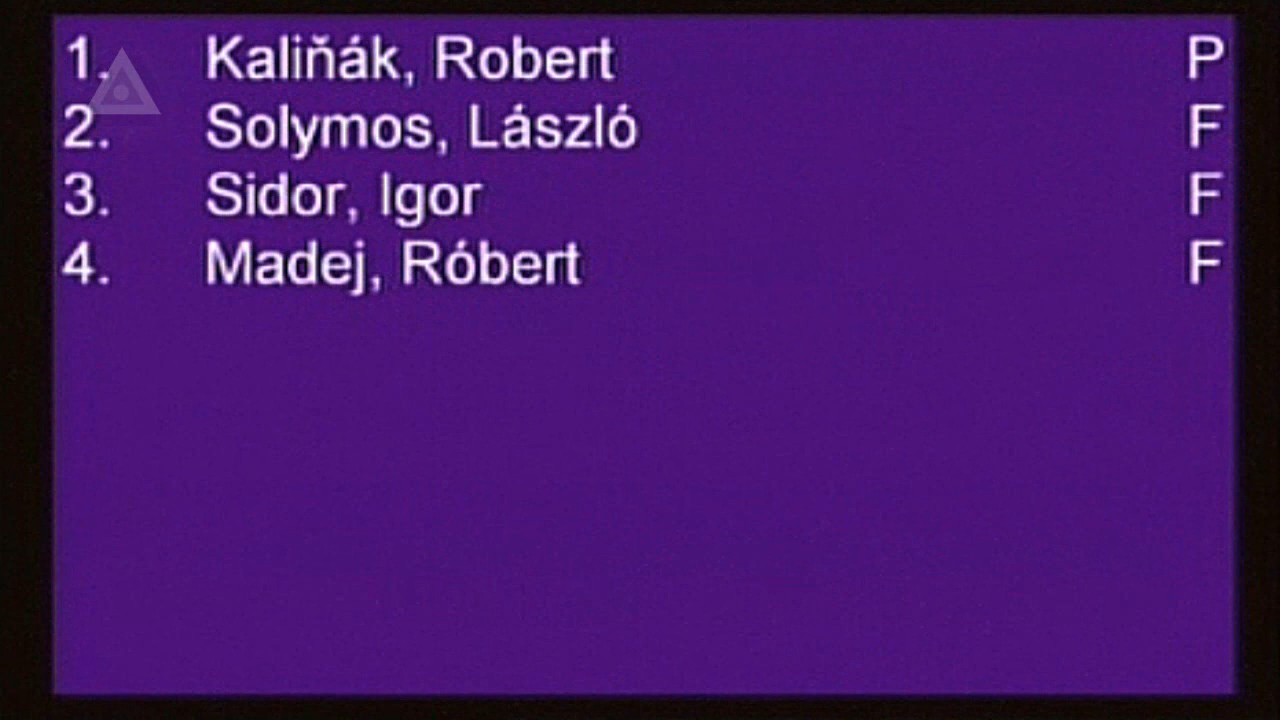 1. Kaliňák, Robert P
2. Solymos, László F
3. Sidor, Igor F
4. Madej, Róbert F